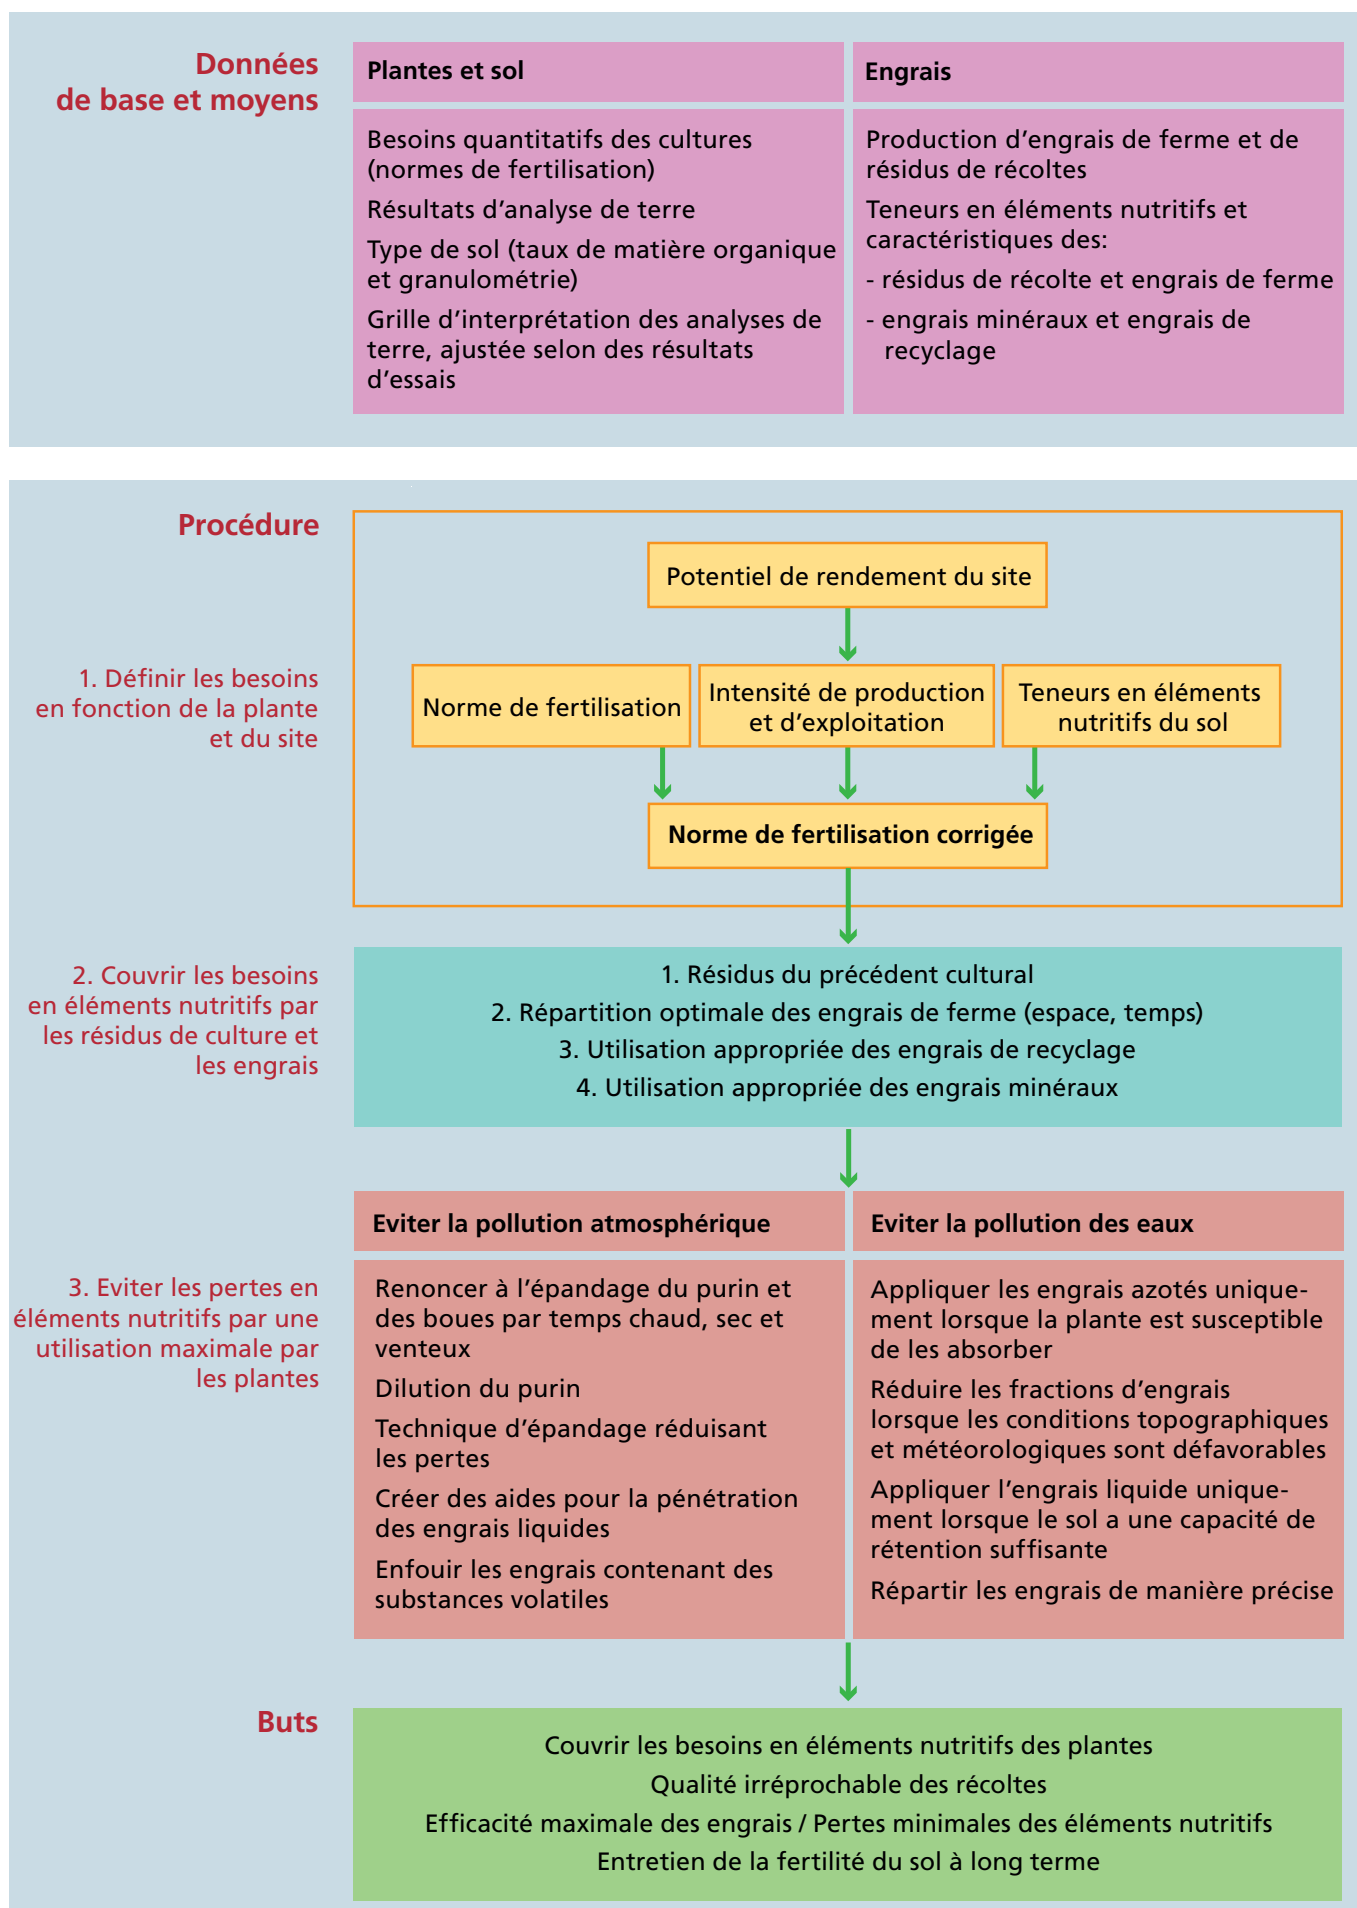 Données
de base et moyens
Plantes et sol
Besoins quantitatifs des cultures
(normes de fertilisation)
Résultats d’analyse de terre
Type de sol (taux de matière organique
et granulométrie)
Grille d’interprétation des analyses de
terre, ajustée selon des résultats
d’essais
Engrais
Production d’engrais de ferme et de
résidus de récoltes
Teneurs en éléments nutritifs et
caractéristiques des:
- résidus de récolte et engrais de ferme
- engrais minéraux et engrais de
recyclage
Procédure
1. Définir les besoins
en fonction de la plante
et du site
Potentiel de rendement du site
Norme de fertilisation
Intensité de production
et d’exploitation
Teneurs en éléments
nutritifs du sol
Norme de fertilisation corrigée
2. Couvrir les besoins
en éléments nutritifs par
les résidus de culture et
les engrais
1. Résidus du précédent cultural
2. Répartition optimale des engrais de ferme (espace, temps)
3. Utilisation appropriée des engrais de recyclage
4. Utilisation appropriée des engrais minéraux
3. Eviter les pertes en
éléments nutritifs par une
utilisation maximale par
les plantes
Eviter la pollution atmosphérique
Renoncer à l’épandage du purin et
des boues par temps chaud, sec et
venteux
Dilution du purin
Technique d’épandage réduisant
les pertes
Créer des aides pour la pénétration
des engrais liquides
Enfouir les engrais contenant des
substances volatiles
Eviter la pollution des eaux
Appliquer les engrais azotés unique-
ment lorsque la plante est susceptible
de les absorber
Réduire les fractions d’engrais
lorsque les conditions topographiques
et météorologiques sont défavorables
Appliquer l’engrais liquide unique-
ment lorsque le sol a une capacité de
rétention suffisante
Répartir les engrais de manière précise
Buts
Couvrir les besoins en éléments nutritifs des plantes
Qualité irréprochable des récoltes
Efficacité maximale des engrais / Pertes minimales des éléments nutritifs
Entretien de la fertilité du sol à long terme